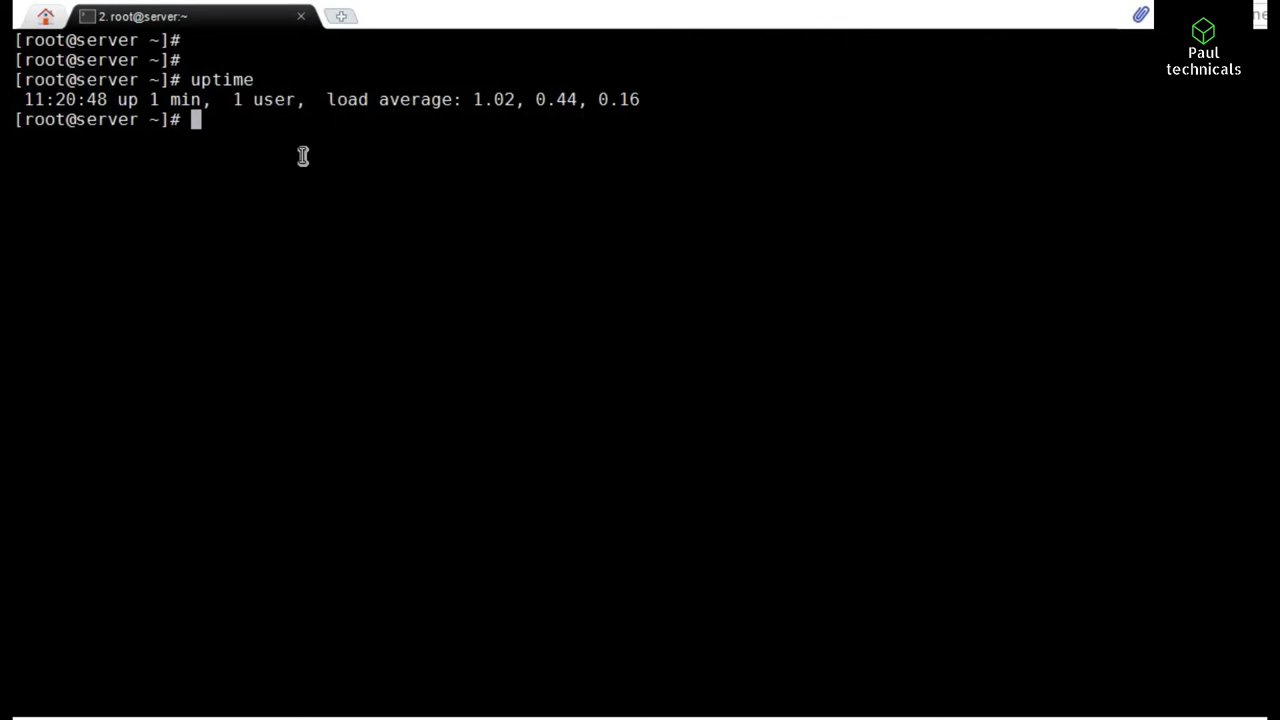 2. root@server:~
Paul
technicals
[root@server ~]#
[root@server ~]#
[root@server ~]# uptime
11:20:48 up 1 min,  1 user,  load average: 1.02, 0.44, 0.16
[root@server ~]#